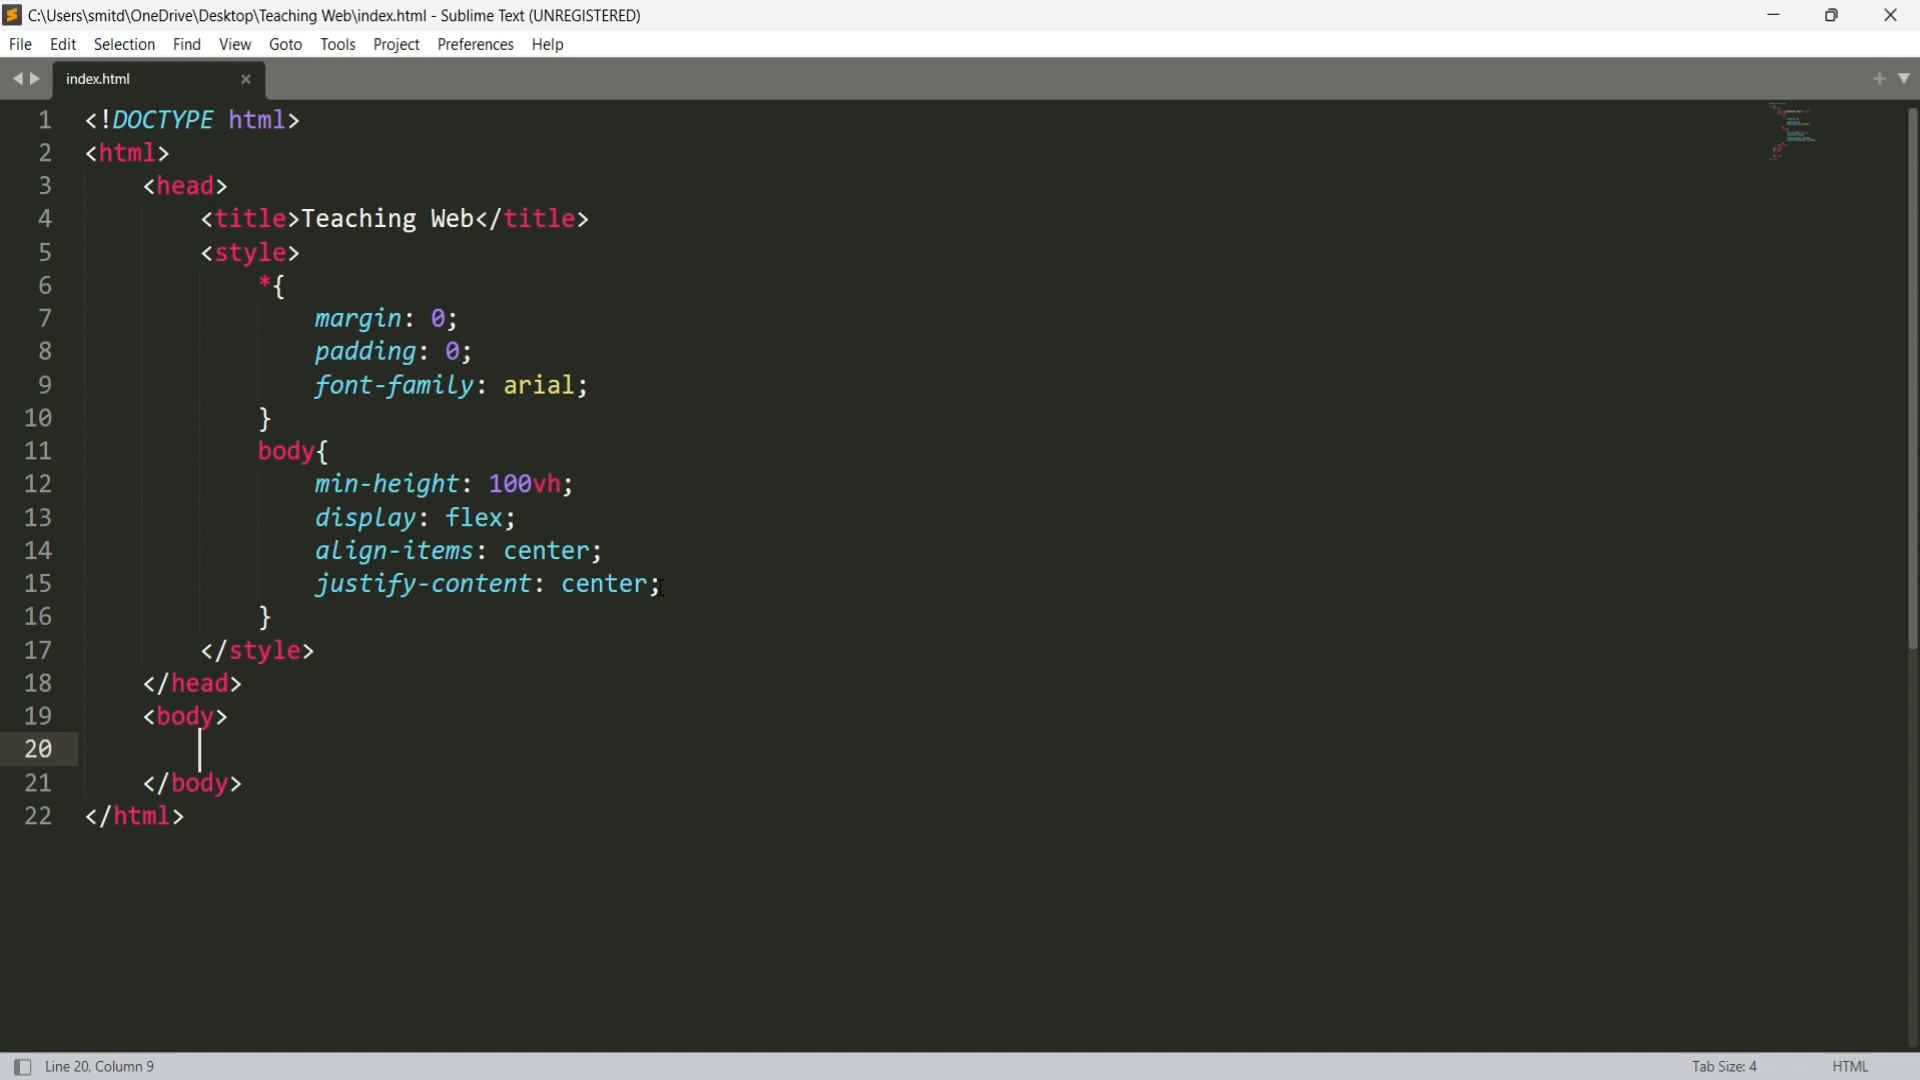 C:\Users\smitd\OneDrive\Desktop\Teaching Web\index.html - Sublime Text (UNREGISTERED)
File Edit Selection Find View Goto Tools Project Preferences Help
index.html
1 <!DOCTYPE html>
2 <html>
3 <head>
4 <title>Teaching Web</title>
5 <style>
6 *{
7 margin: 0;
8 padding: 0;
9 font-family: arial;
10 }
11 body{
12 min-height: 100vh;
13 display: flex;
14 align-items: center;
15 justify-content: center;
16 }
17 </style>
18 </head>
19 <body>
20
21 </body>
22 </html>
Line 20, Column 9 Tab Size: 4 HTML